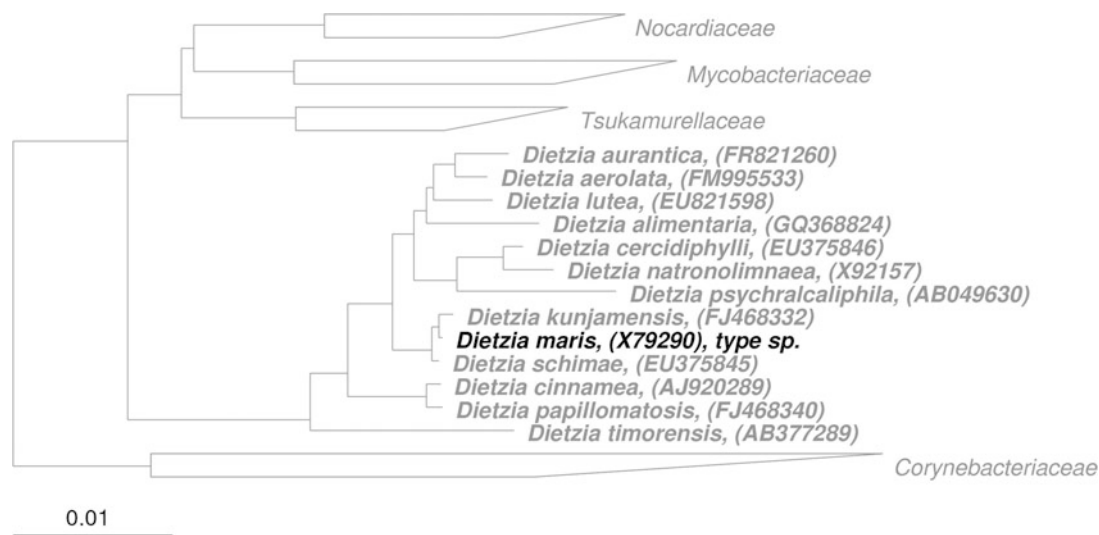 Nocardiaceae
Mycobacteriaceae
Tsukamurellaceae
Dietzia aurantica, (FR821260)
Dietzia aerolata, (FM995533)
Dietzia lutea, (EU821598)
Dietzia alimentaria, (GQ368824)
Dietzia cercidiphylli, (EU375846)
Dietzia natronolimnaea, (X92157)
Dietzia psychralcaliphila, (AB049630)
Dietzia kunjamensis, (FJ468332)
Dietzia maris, (X79290), type sp.
Dietzia schimae, (EU375845)
Dietzia cinnamea, (AJ920289)
Dietzia papillomatosis, (FJ468340)
Dietzia timorensis, (AB377289)
Corynebacteriaceae
0.01